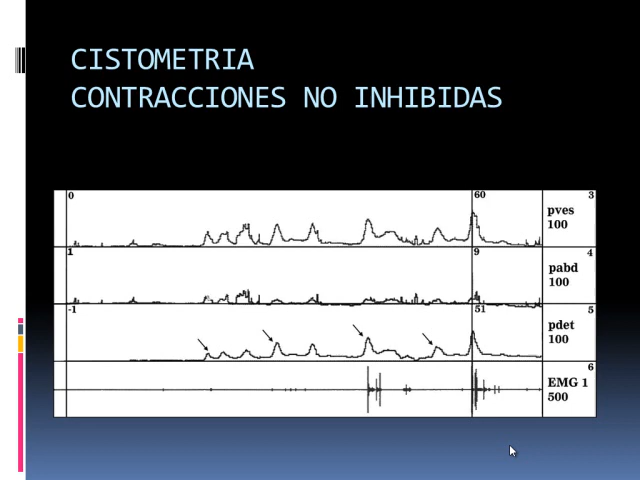 CISTOMETRIA
CONTRACCIONES NO INHIBIDAS
0 60 3
pves
100
1 9 4
pabd
100
-1 51 5
pdet
100
6
EMG 1
500